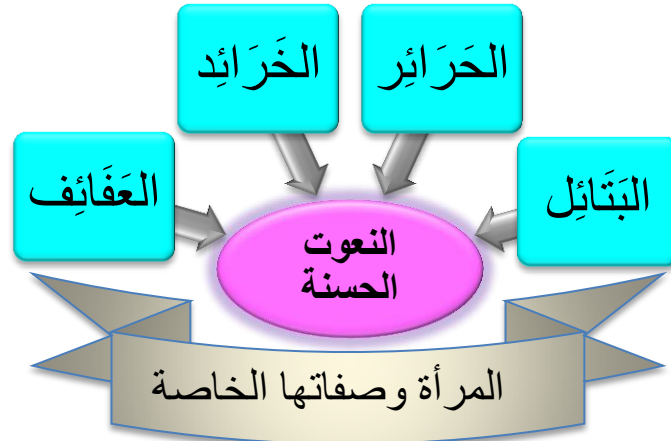 الحَرَائِر
الخَرَائِد
البَتَائِل
العَفَائِف
النعوت
الحسنة
المرأة وصفاتها الخاصة